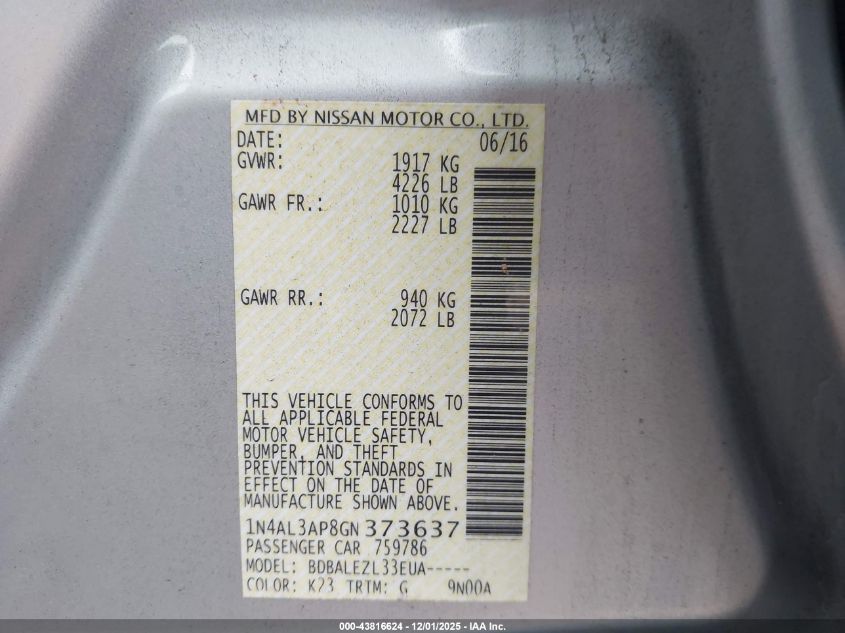 MFD BY NISSAN MOTOR CO., LTD.
DATE: 06/16
GVWR: 1917 KG
4226 LB
GAWR FR.: 1010 KG
2227 LB
GAWR RR.: 940 KG
2072 LB
THIS VEHICLE CONFORMS TO
ALL APPLICABLE FEDERAL
MOTOR VEHICLE SAFETY,
BUMPER, AND THEFT
PREVENTION STANDARDS IN
EFFECT ON THE DATE OF
MANUFACTURE SHOWN ABOVE.
1N4AL3AP8GN373637
PASSENGER CAR 759786
MODEL: BDBALEZL33EUA-----
COLOR: K23 TRTM: G 9N00A
000-43816624 - 12/01/2025 - IAA Inc.